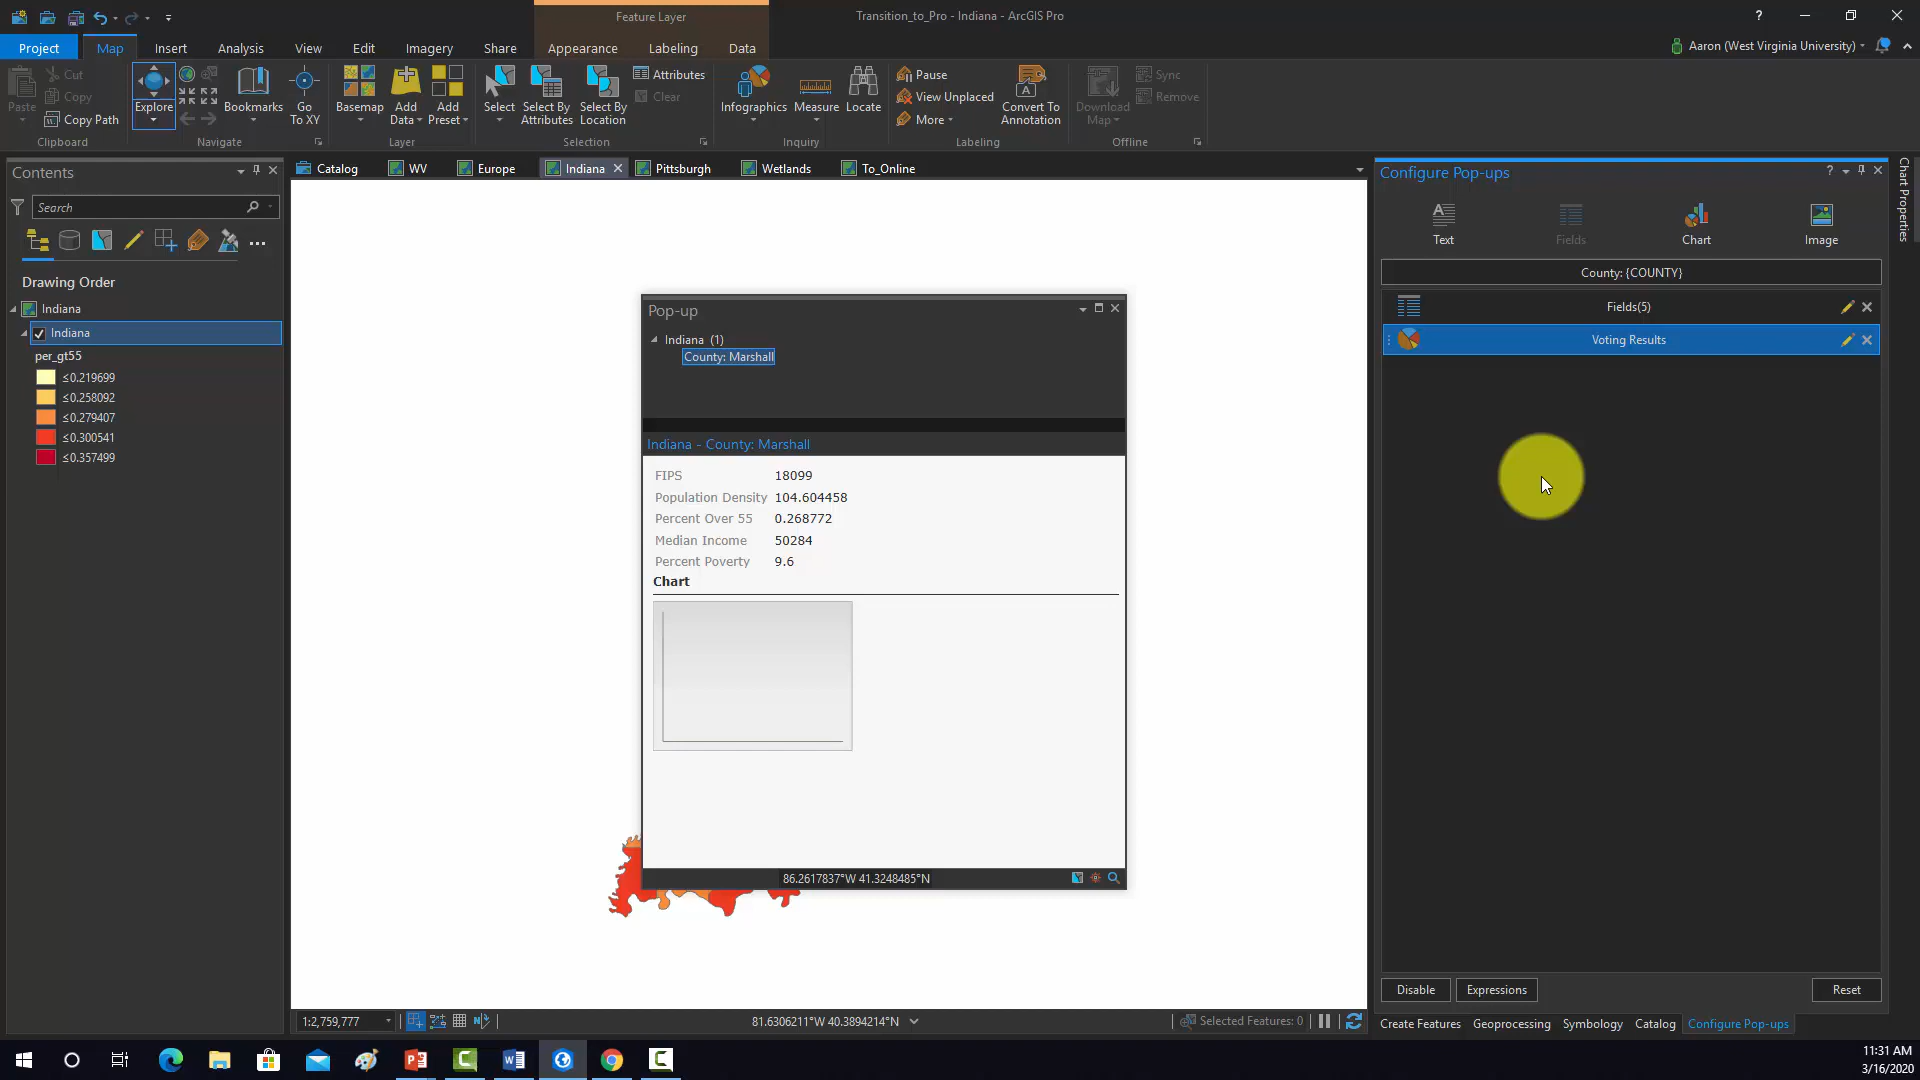 Feature Layer
Transition_to_Pro - Indiana - ArcGIS Pro
?
Project
Map
Insert
Analysis
View
Edit
Imagery
Share
Appearance
Labeling
Data
Aaron (West Virginia University)
Paste
Cut
Copy
Copy Path
Clipboard
Explore
Bookmarks
Go
To XY
Navigate
Basemap
Add
Data
Add
Preset
Layer
Select
Select By
Attributes
Select By
Location
Attributes
Clear
Selection
Infographics
Measure
Locate
Inquiry
Pause
View Unplaced
More
Convert To
Annotation
Labeling
Download
Map
Sync
Remove
Offline
Contents
Search
Drawing Order
Indiana
Indiana
per_gt55
≤0.219699
≤0.258092
≤0.279407
≤0.300541
≤0.357499
Catalog
WV
Europe
Indiana
Pittsburgh
Wetlands
To_Online
Pop-up
Indiana (1)
County: Marshall
Indiana - County: Marshall
FIPS 18099
Population Density 104.604458
Percent Over 55 0.268772
Median Income 50284
Percent Poverty 9.6
Chart
86.2617837°W 41.3248485°N
1:2,759,777
81.6306211°W 40.3894214°N
Selected Features: 0
Configure Pop-ups
?
Text
Fields
Chart
Image
County: {COUNTY}
Fields(5)
Voting Results
Disable
Expressions
Reset
Create Features
Geoprocessing
Symbology
Catalog
Configure Pop-ups
Chart Properties
11:31 AM
3/16/2020